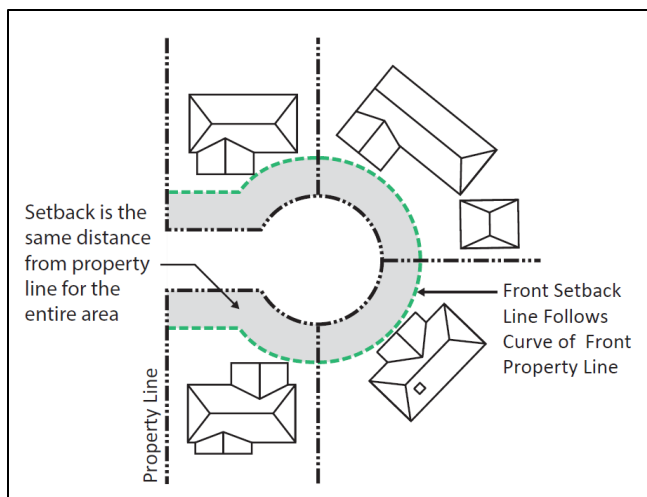 Setback is the
same distance
from property
line for the
entire area
Property Line
Front Setback
Line Follows
Curve of Front
Property Line